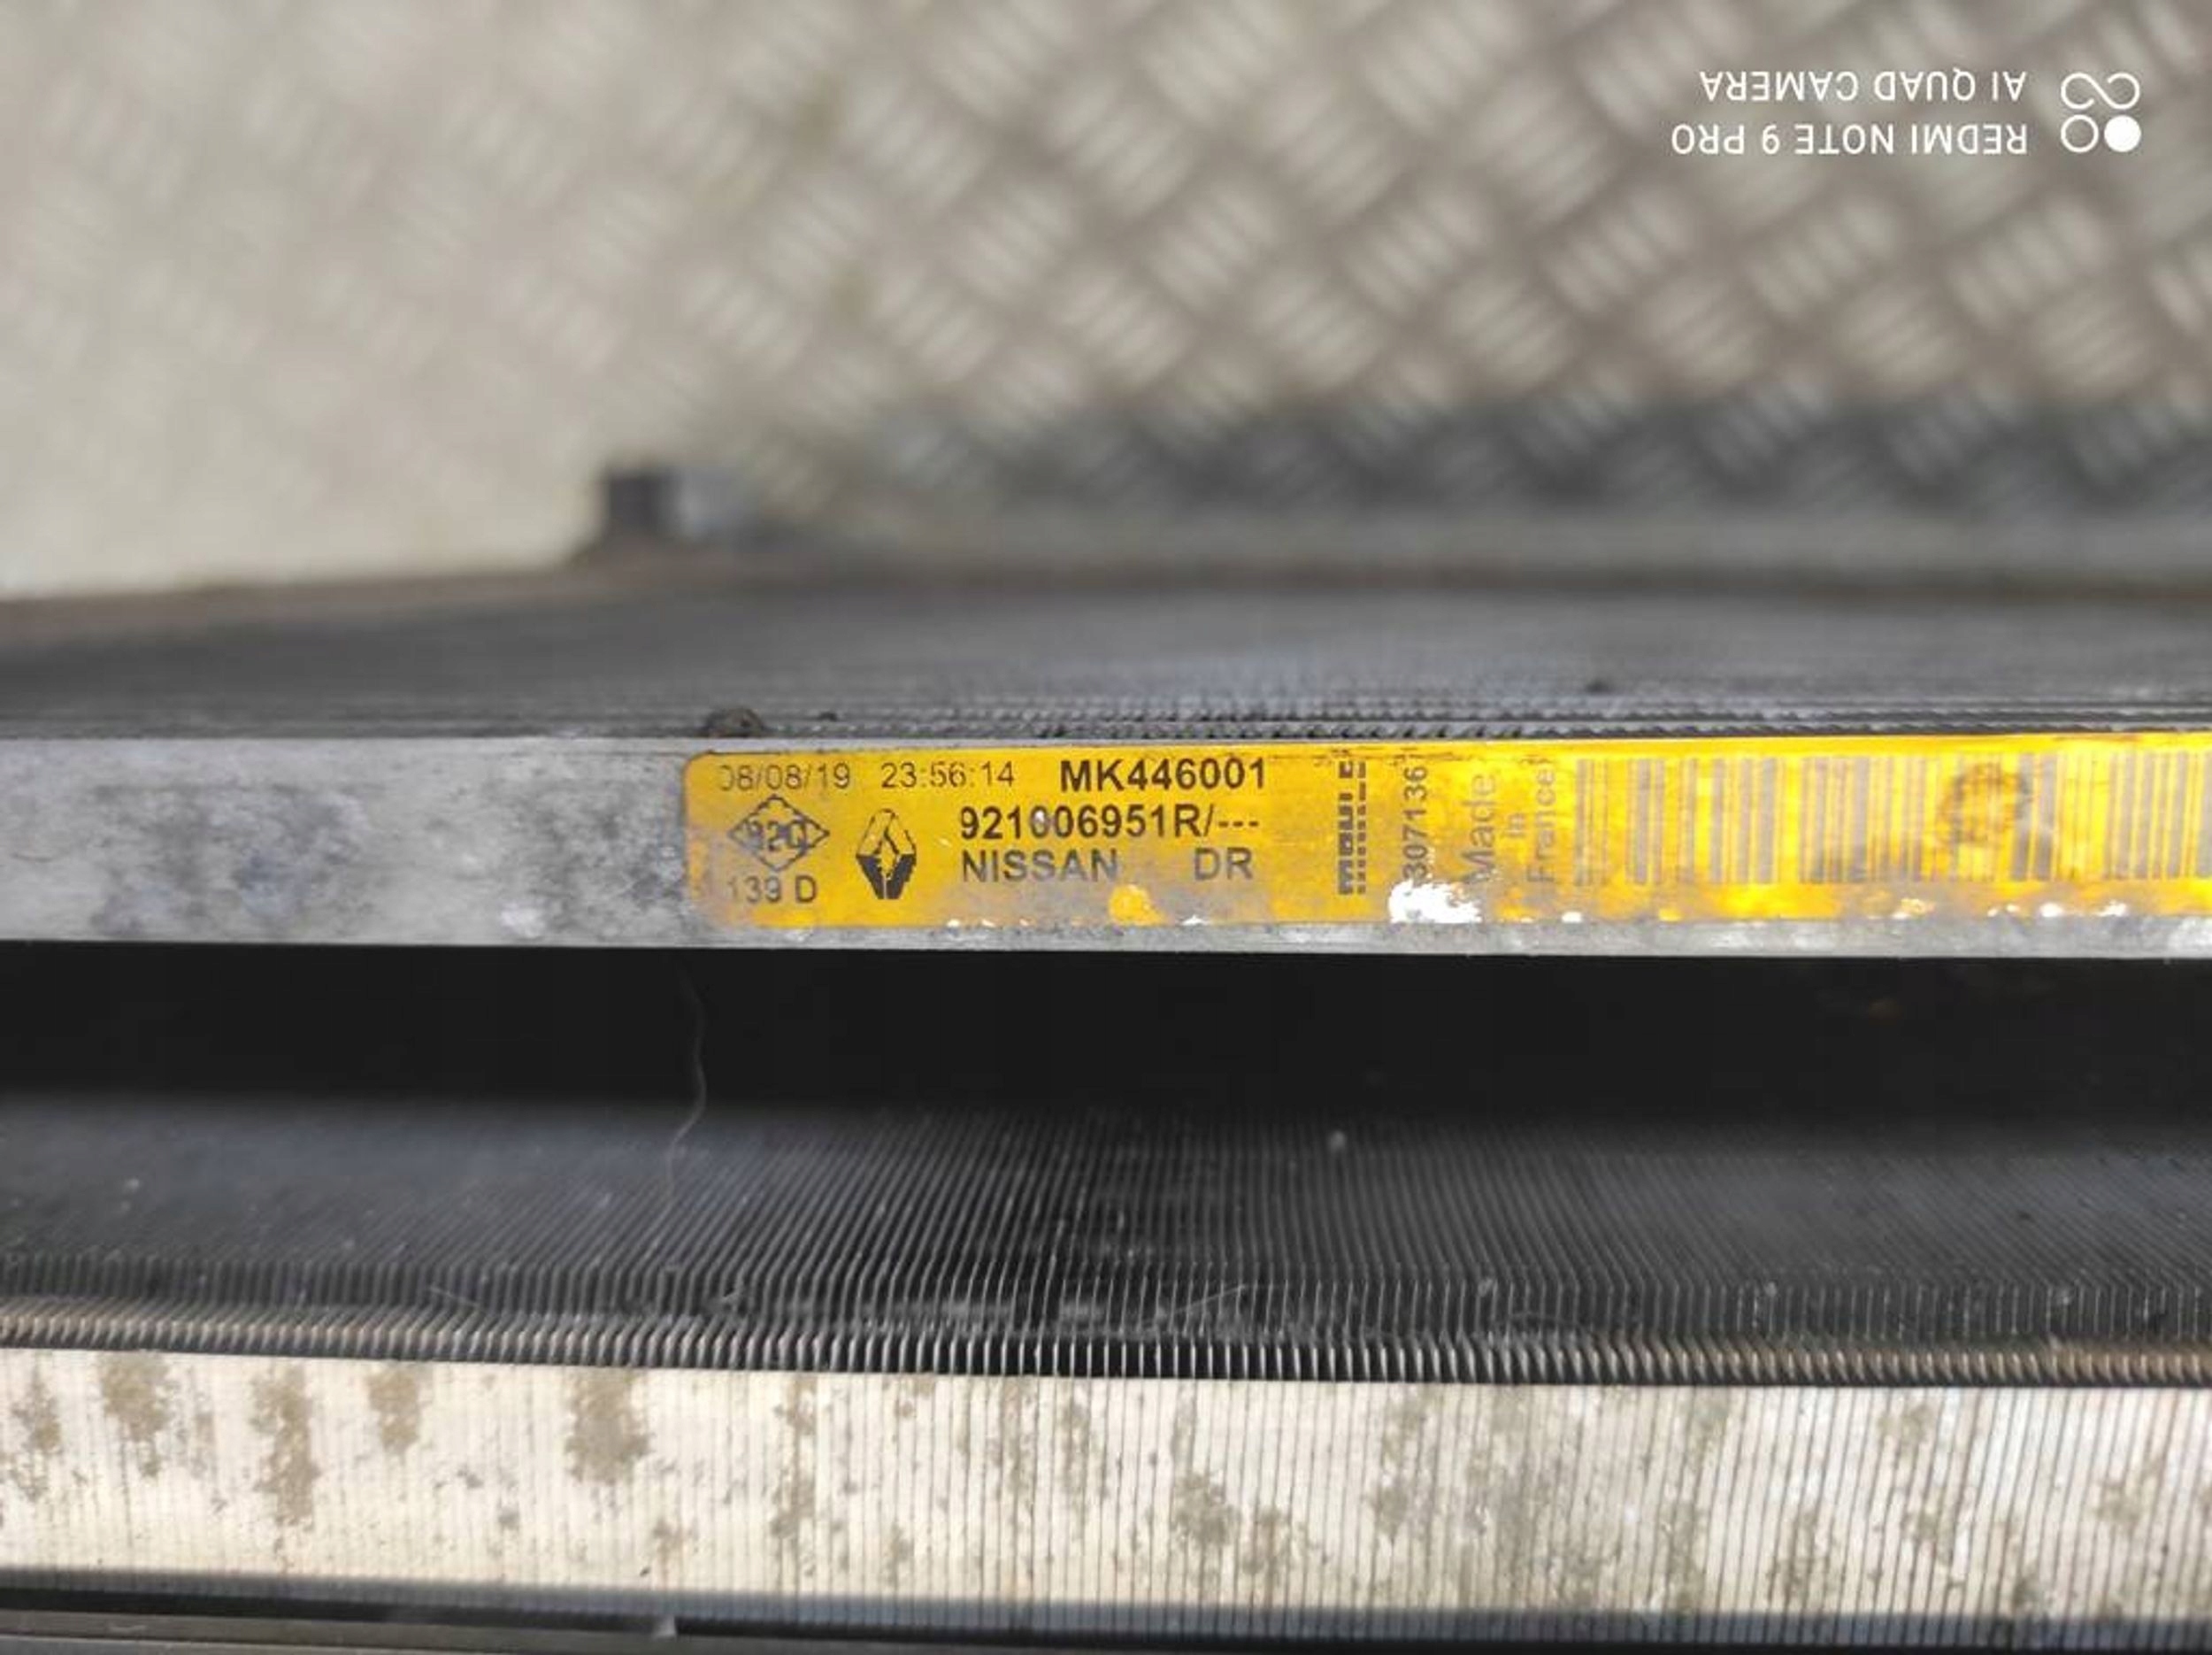 08/08/19 23:56:14 MK446001
921006951R/---
NISSAN DR
139 D
3071361
Made
in
France
REDMI NOTE 9 PRO
AI QUAD CAMERA